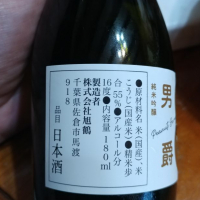 純米吟醸
男爵
●原材料名 米(国産)、米
こうじ(国産米)●精米歩
合55%●アルコール分
16度●内容量180ml
製造者
株式会社旭鶴
千葉県佐倉市馬渡
918
品目 日本酒